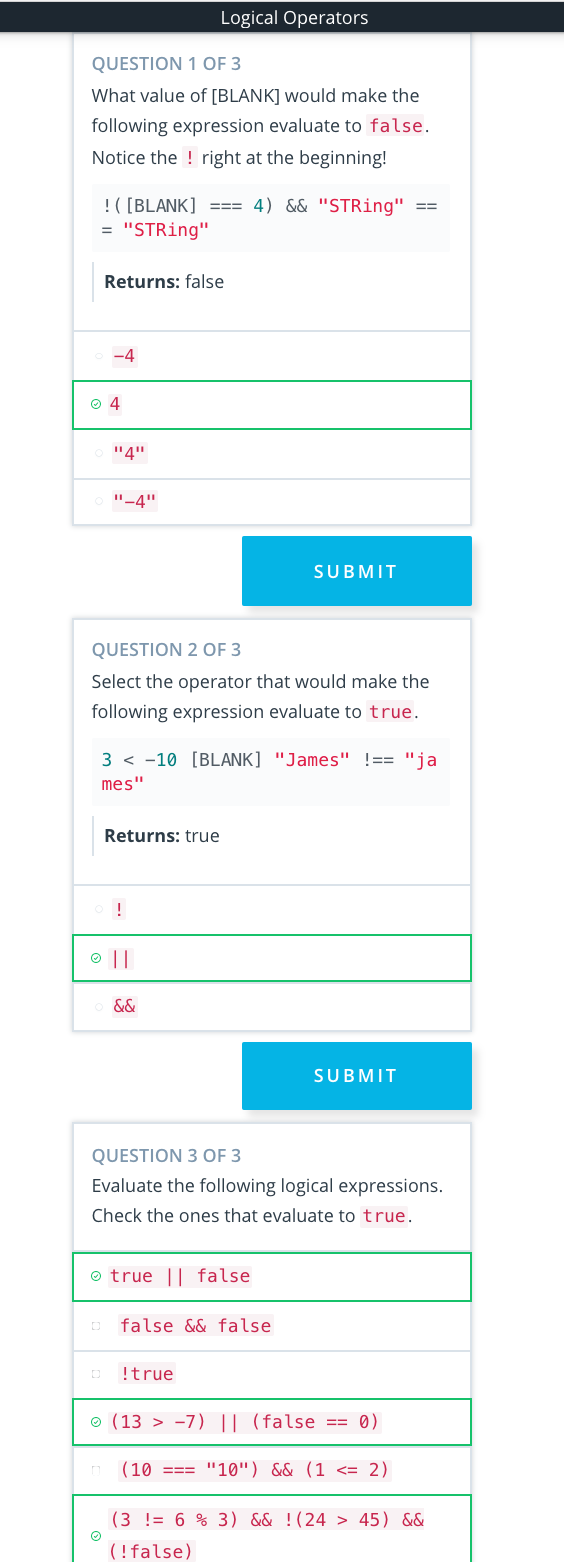 Logical Operators
QUESTION 1 OF 3
What value of [BLANK] would make the
following expression evaluate to false.
Notice the ! right at the beginning!
!([BLANK] === 4) && "STRing" ==
= "STRing"
Returns: false
-4
4
"4"
"-4"
SUBMIT
QUESTION 2 OF 3
Select the operator that would make the
following expression evaluate to true.
3 < -10 [BLANK] "James" !== "ja
mes"
Returns: true
!
||
&&
SUBMIT
QUESTION 3 OF 3
Evaluate the following logical expressions.
Check the ones that evaluate to true.
true || false
false && false
!true
(13 > -7) || (false == 0)
(10 === "10") && (1 <= 2)
(3 != 6 % 3) && !(24 > 45) &&
(!false)